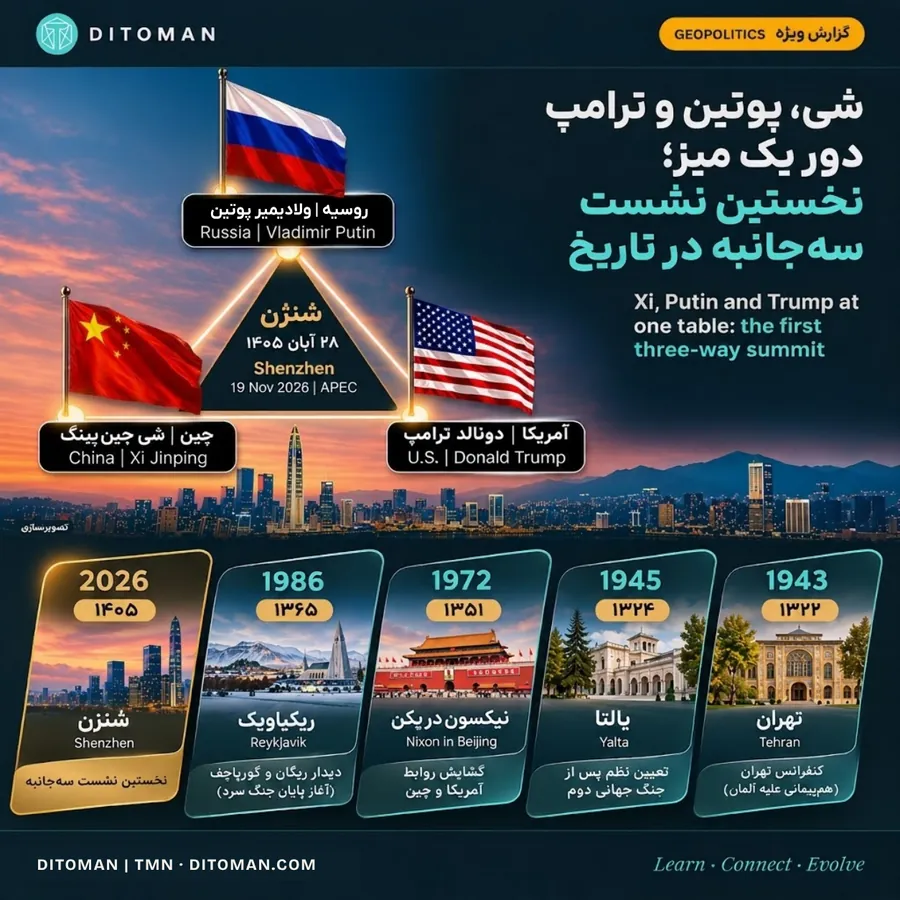 DITOMAN
GEOPOLITICS گزارش ویژه
شی، پوتین و ترامپ
دور یک میز؛
نخستین نشست
سه‌جانبه در تاریخ
Xi, Putin and Trump at
one table: the first
three-way summit
روسیه | ولادیمیر پوتین
Russia | Vladimir Putin
شنژن
۲۸ آبان ۱۴۰۵
Shenzhen
19 Nov 2026 | APEC
چین | شی جین‌پینگ
China | Xi Jinping
آمریکا | دونالد ترامپ
U.S. | Donald Trump
تصویرسازی
2026
۱۴۰۵
شنزن
Shenzhen
نخستین نشست سه‌جانبه
1986
۱۳۶۵
ریکیاویک
Reykjavik
دیدار ریگان و گورباچف
(آغاز پایان جنگ سرد)
1972
۱۳۵۱
نیکسون در پکن
Nixon in Beijing
گشایش روابط
آمریکا و چین
1945
۱۳۲۴
یالتا
Yalta
تعیین نظم پس از
جنگ جهانی دوم
1943
۱۳۲۲
تهران
Tehran
کنفرانس تهران
(هم‌پیمانی علیه آلمان)
DITOMAN | TMN · DITOMAN.COM
Learn · Connect · Evolve